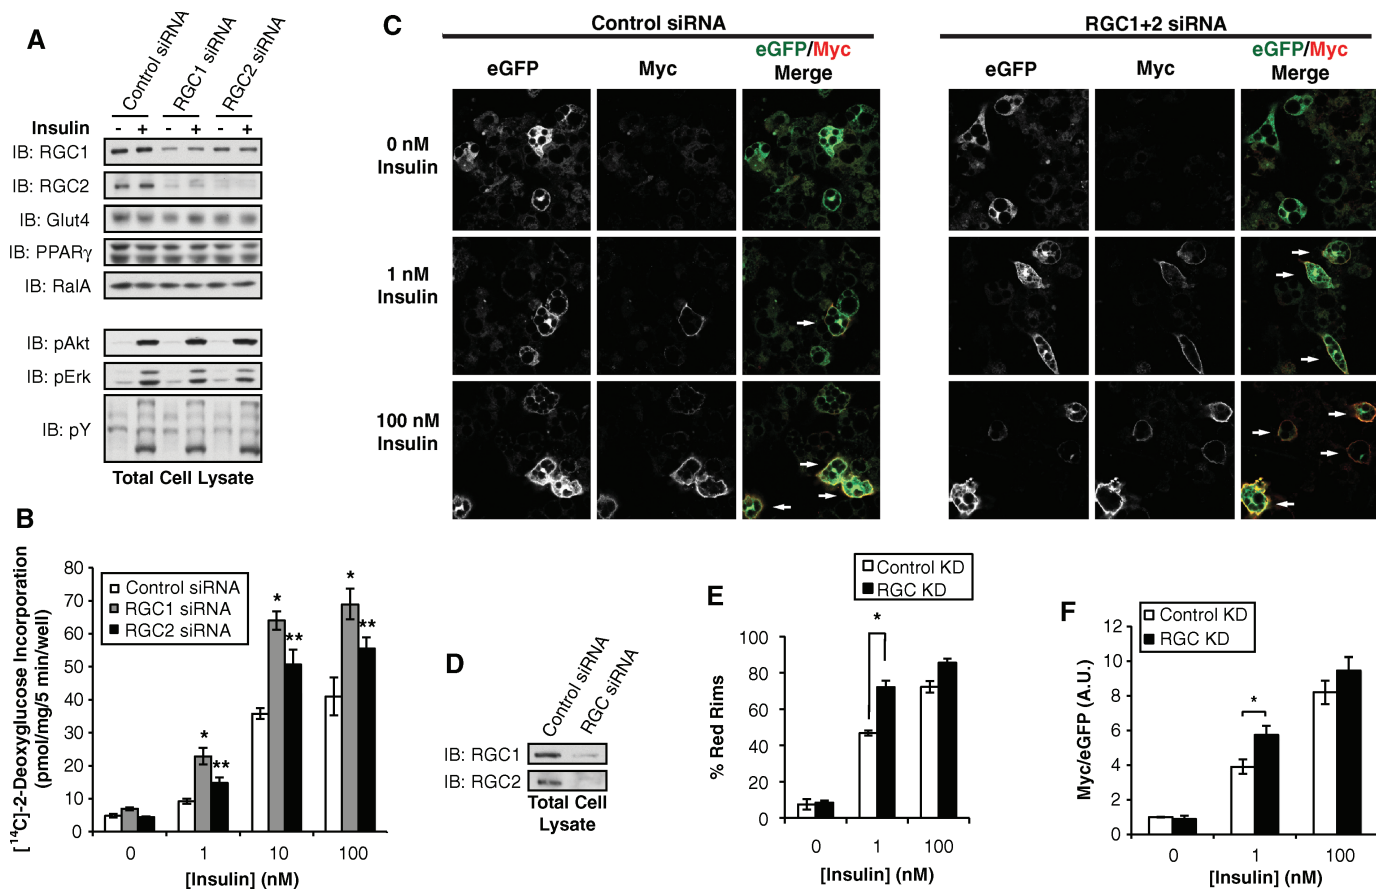 A
Control siRNA
RGC1 siRNA
RGC2 siRNA
Insulin - + - + - +
IB: RGC1
IB: RGC2
IB: Glut4
IB: PPARγ
IB: RalA
IB: pAkt
IB: pErk
IB: pY
Total Cell Lysate
C
Control siRNA
eGFP
Myc
eGFP/Myc
Merge
RGC1+2 siRNA
eGFP
Myc
eGFP/Myc
Merge
0 nM
Insulin
1 nM
Insulin
100 nM
Insulin
B
[¹⁴C]-2-Deoxyglucose Incorporation
(pmol/mg/5 min/well)
80
70
60
50
40
30
20
10
0
Control siRNA
RGC1 siRNA
RGC2 siRNA
* **
* **
* **
0 1 10 100
[Insulin] (nM)
D
Control siRNA
RGC siRNA
IB: RGC1
IB: RGC2
Total Cell
Lysate
E
Control KD
RGC KD
% Red Rims
100
80
60
40
20
0
*
0 1 100
[Insulin] (nM)
F
Control KD
RGC KD
Myc/eGFP (A.U.)
12
10
8
6
4
2
0
*
0 1 100
[Insulin] (nM)